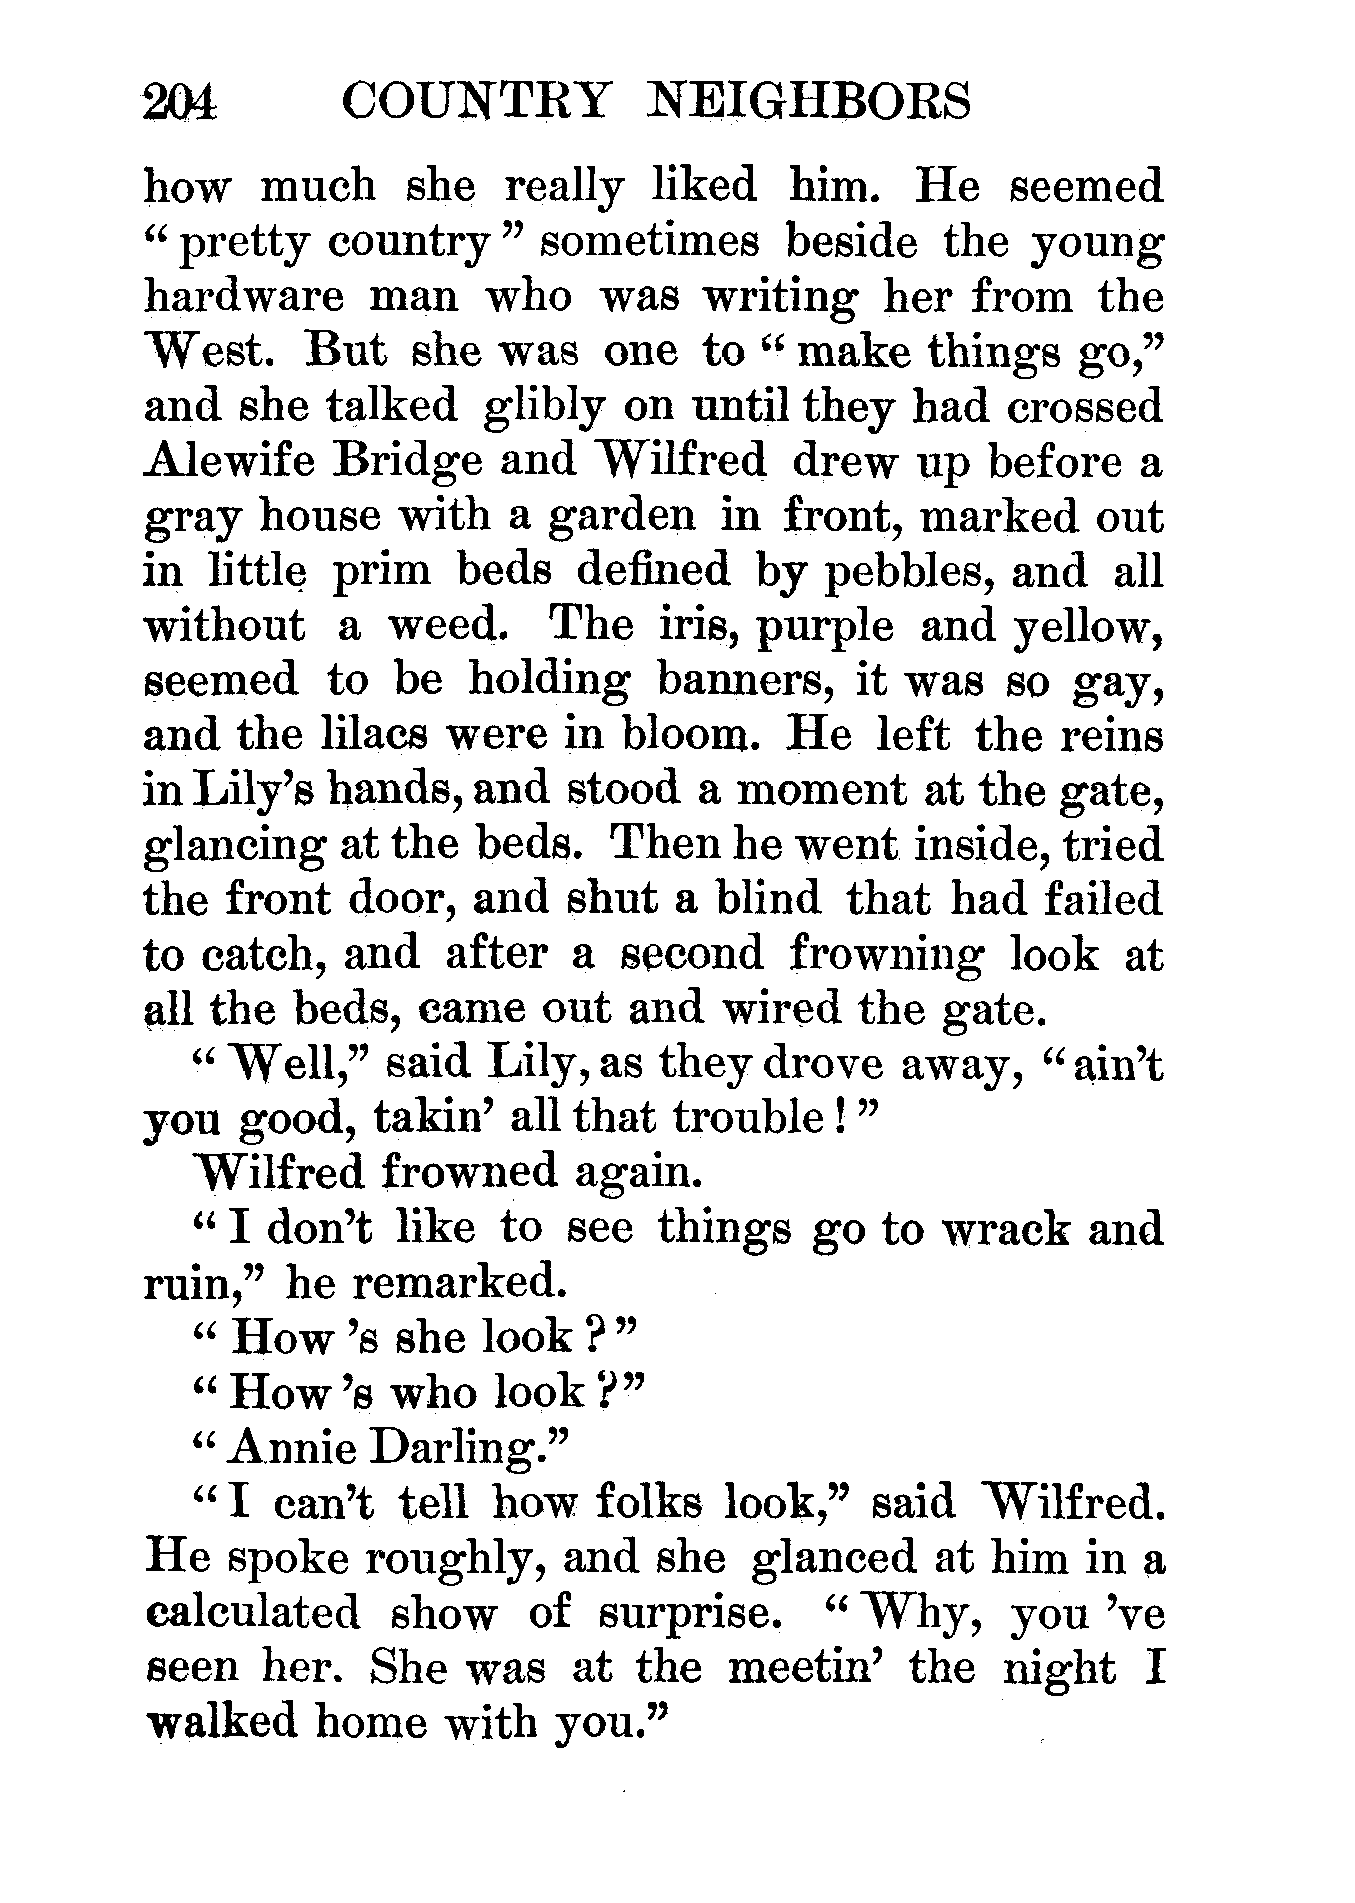 204 COUNTRY NEIGHBORS
how much she really liked him. He seemed
“ pretty country ” sometimes beside the young
hardware man who was writing her from the
West. But she was one to “ make things go,”
and she talked glibly on until they had crossed
Alewife Bridge and Wilfred drew up before a
gray house with a garden in front, marked out
in little prim beds defined by pebbles, and all
without a weed. The iris, purple and yellow,
seemed to be holding banners, it was so gay,
and the lilacs were in bloom. He left the reins
in Lily’s hands, and stood a moment at the gate,
glancing at the beds. Then he went inside, tried
the front door, and shut a blind that had failed
to catch, and after a second frowning look at
all the beds, came out and wired the gate.
“ Well,” said Lily, as they drove away, “ ain’t
you good, takin’ all that trouble ! ”
Wilfred frowned again.
“ I don’t like to see things go to wrack and
ruin,” he remarked.
“ How ’s she look ? ”
“ How ’s who look ?”
“ Annie Darling.”
“ I can’t tell how folks look,” said Wilfred.
He spoke roughly, and she glanced at him in a
calculated show of surprise. “ Why, you ’ve
seen her. She was at the meetin’ the night I
walked home with you.”